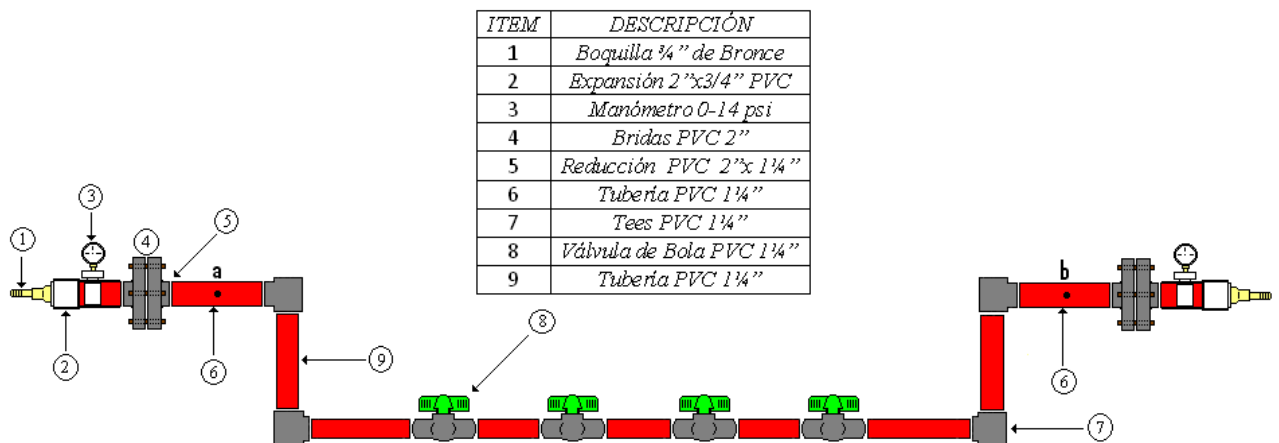 ITEM DESCRIPCIÓN
1 Boquilla ¾” de Bronce
2 Expansión 2”x3/4” PVC
3 Manómetro 0-14 psi
4 Bridas PVC 2”
5 Reducción PVC 2”x 1¼”
6 Tubería PVC 1¼”
7 Tees PVC 1¼”
8 Válvula de Bola PVC 1¼”
9 Tubería PVC 1¼”
3
1
4
5
a
b
2
6
9
8
6
7